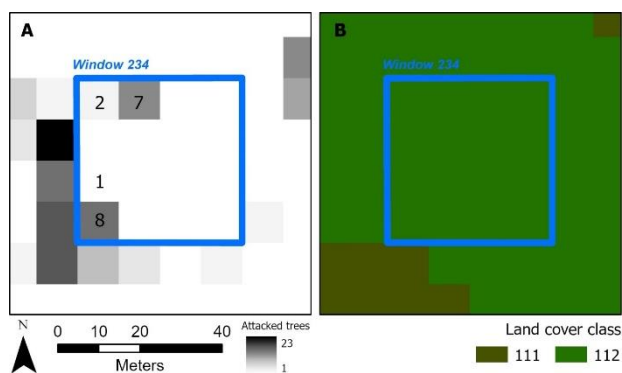 A
Window 234
2 7
1
8
B
Window 234
N
0 10 20 40
Meters
Attacked trees
23
1
Land cover class
111 112